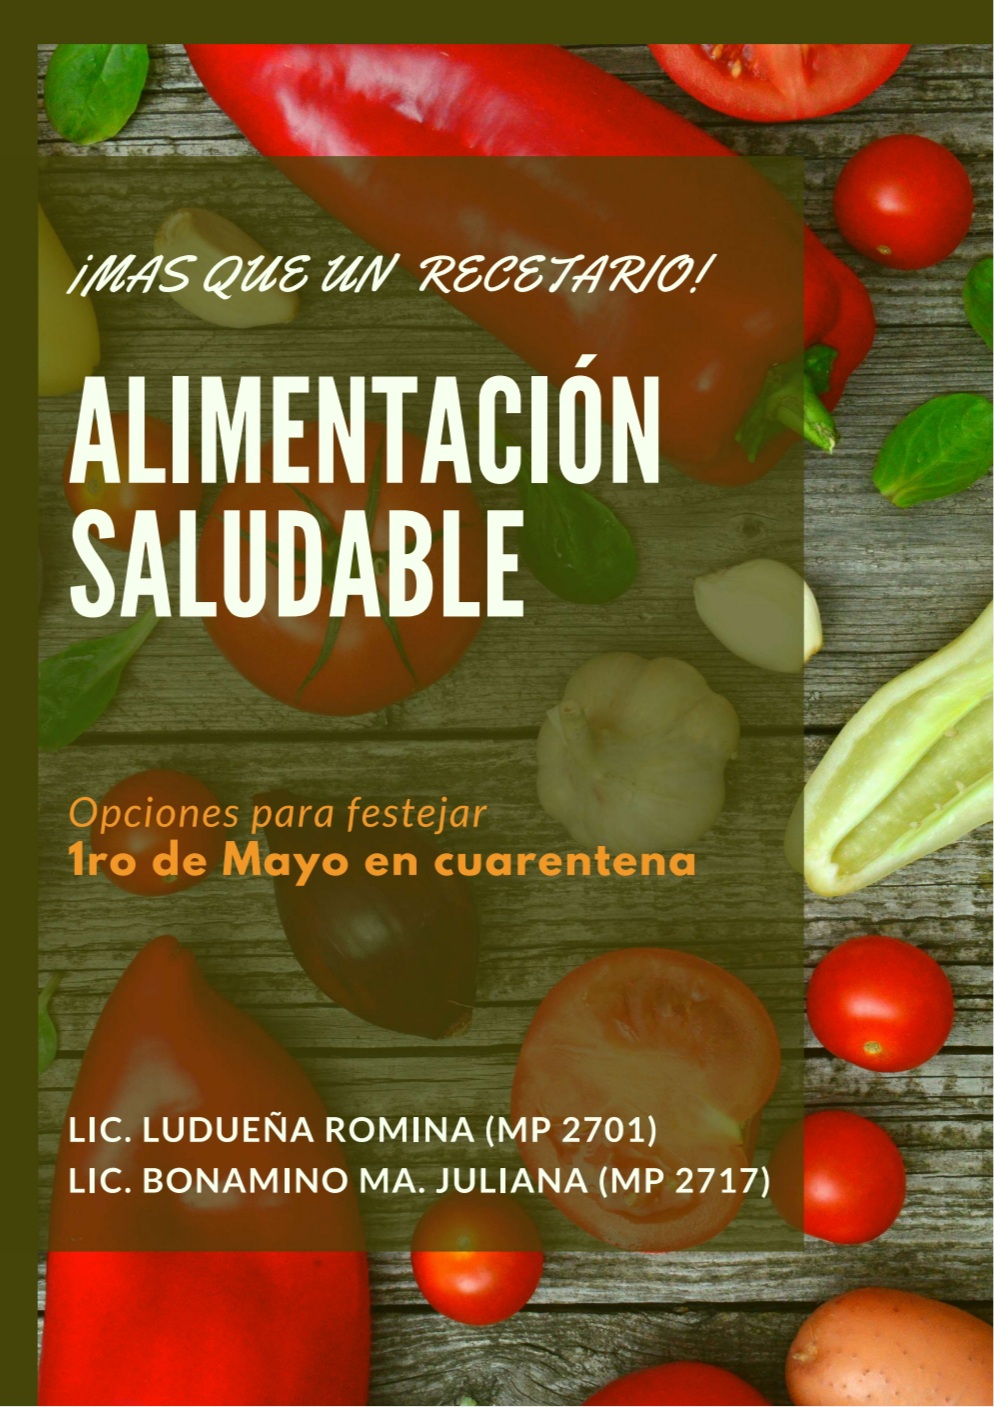 ¡MAS QUE UN RECETARIO!
ALIMENTACIÓN
SALUDABLE
Opciones para festejar
1ro de Mayo en cuarentena
LIC. LUDUEÑA ROMINA (MP 2701)
LIC. BONAMINO MA. JULIANA (MP 2717)